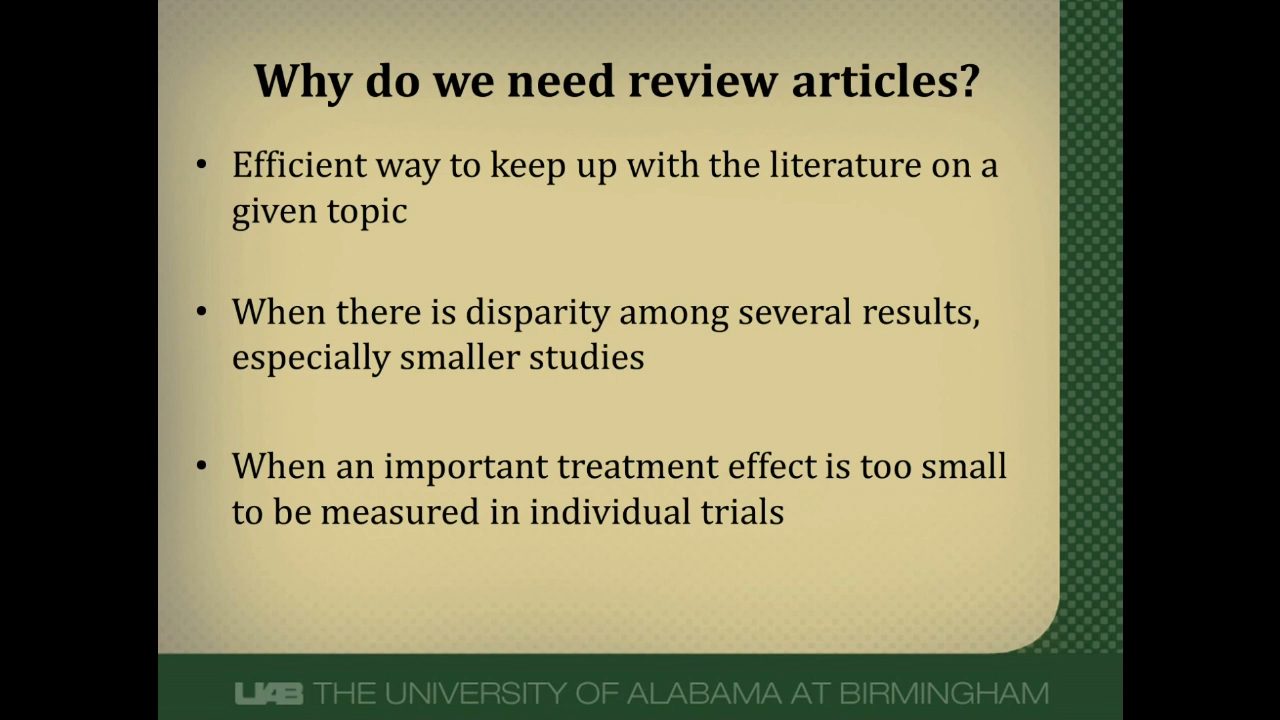 Why do we need review articles?
• Efficient way to keep up with the literature on a
given topic
• When there is disparity among several results,
especially smaller studies
• When an important treatment effect is too small
to be measured in individual trials
UAB THE UNIVERSITY OF ALABAMA AT BIRMINGHAM